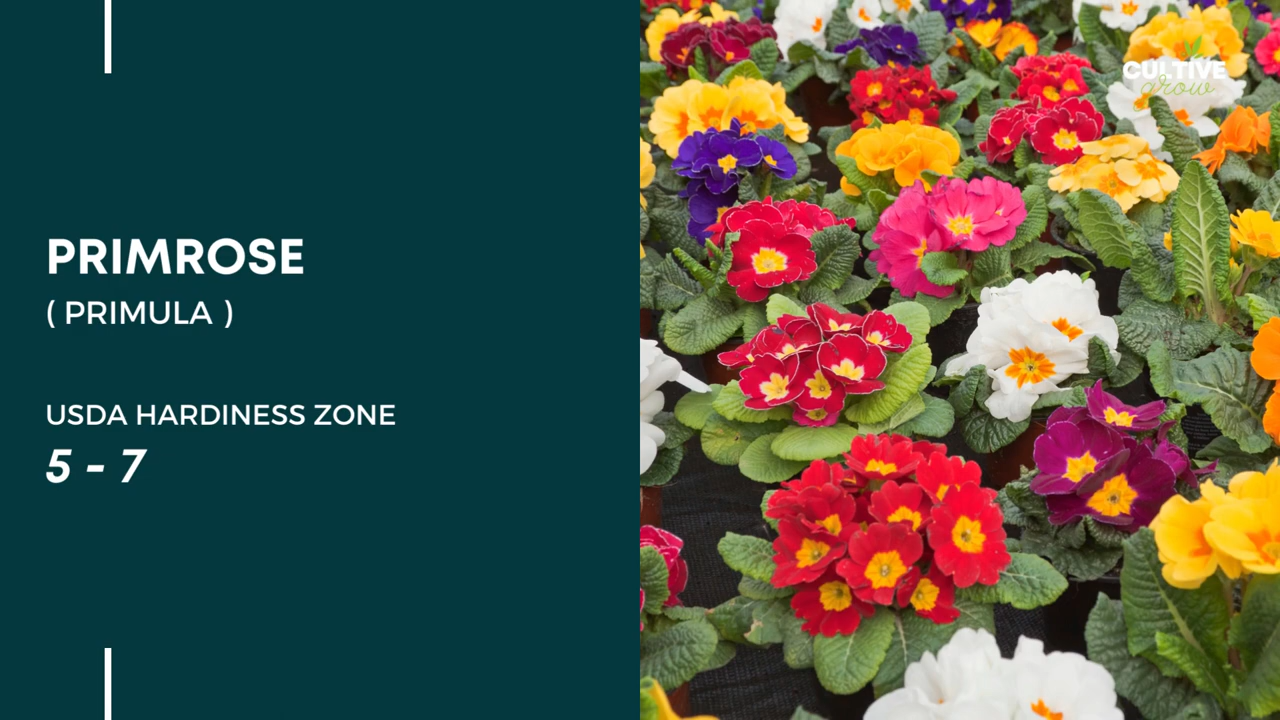 PRIMROSE
( PRIMULA )
USDA HARDINESS ZONE
5 - 7
CULTIVE
grow